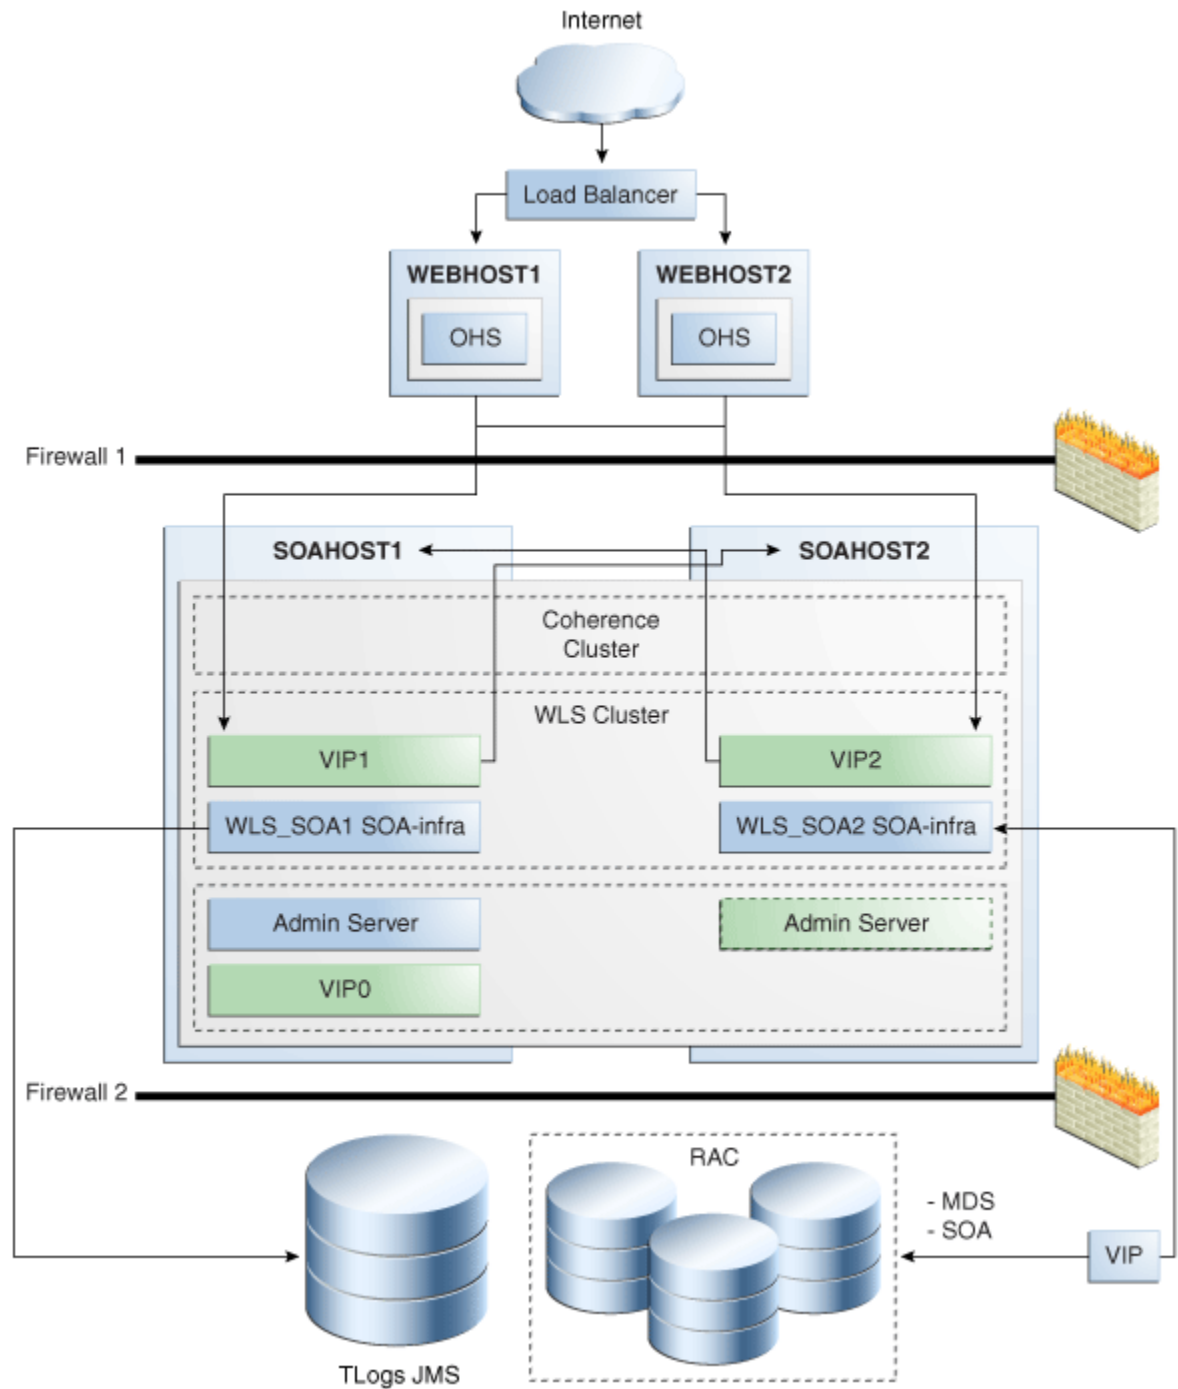 Internet
Load Balancer
WEBHOST1
WEBHOST2
OHS
OHS
Firewall 1
SOAHOST1
SOAHOST2
Coherence
Cluster
WLS Cluster
VIP1
VIP2
WLS_SOA1 SOA-infra
WLS_SOA2 SOA-infra
Admin Server
Admin Server
VIP0
Firewall 2
RAC
- MDS
- SOA
VIP
TLogs JMS